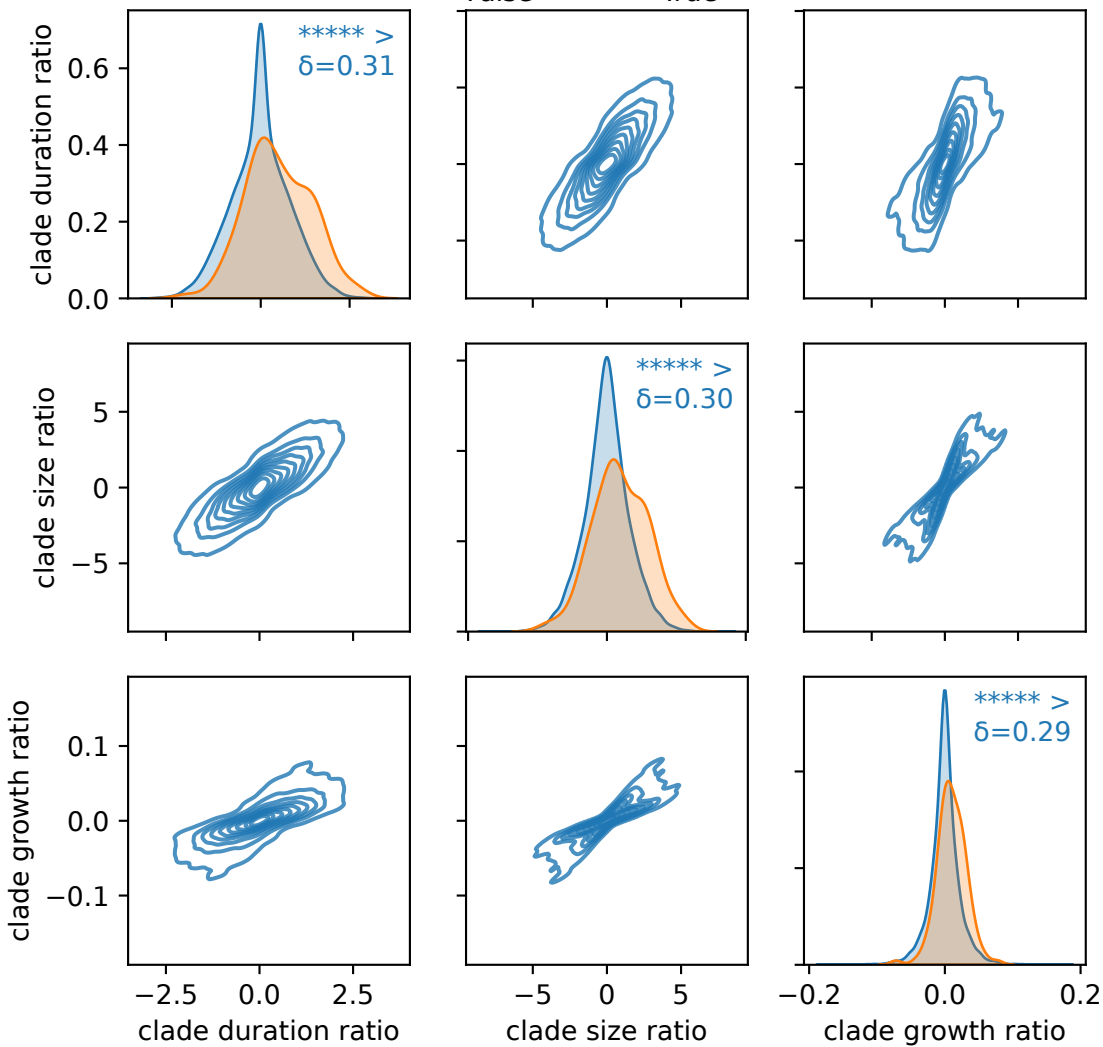 ***** >
δ=0.31
clade duration ratio
0.6
0.4
0.2
0.0
***** >
δ=0.30
clade size ratio
5
0
−5
***** >
δ=0.29
clade growth ratio
0.1
0.0
−0.1
−2.5 0.0 2.5
−5 0 5
−0.2 0.0 0.2
clade duration ratio
clade size ratio
clade growth ratio